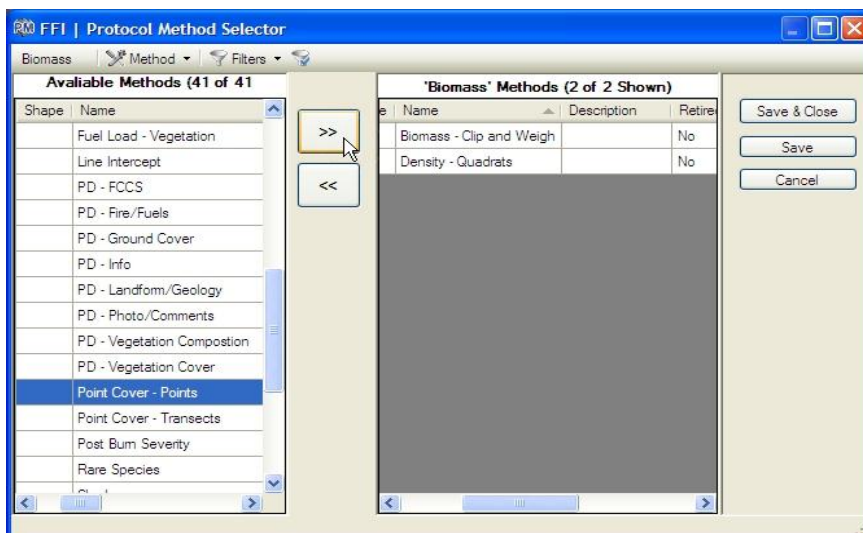 FFI | Protocol Method Selector
Biomass Method Filters
Avaliable Methods (41 of 41
Shape Name
Fuel Load - Vegetation
Line Intercept
PD - FCCS
PD - Fire/Fuels
PD - Ground Cover
PD - Info
PD - Landform/Geology
PD - Photo/Comments
PD - Vegetation Compostion
PD - Vegetation Cover
Point Cover - Points
Point Cover - Transects
Post Burn Severity
Rare Species
>>
<<
'Biomass' Methods (2 of 2 Shown)
e Name Description Retire
Biomass - Clip and Weigh No
Density - Quadrats No
Save & Close
Save
Cancel